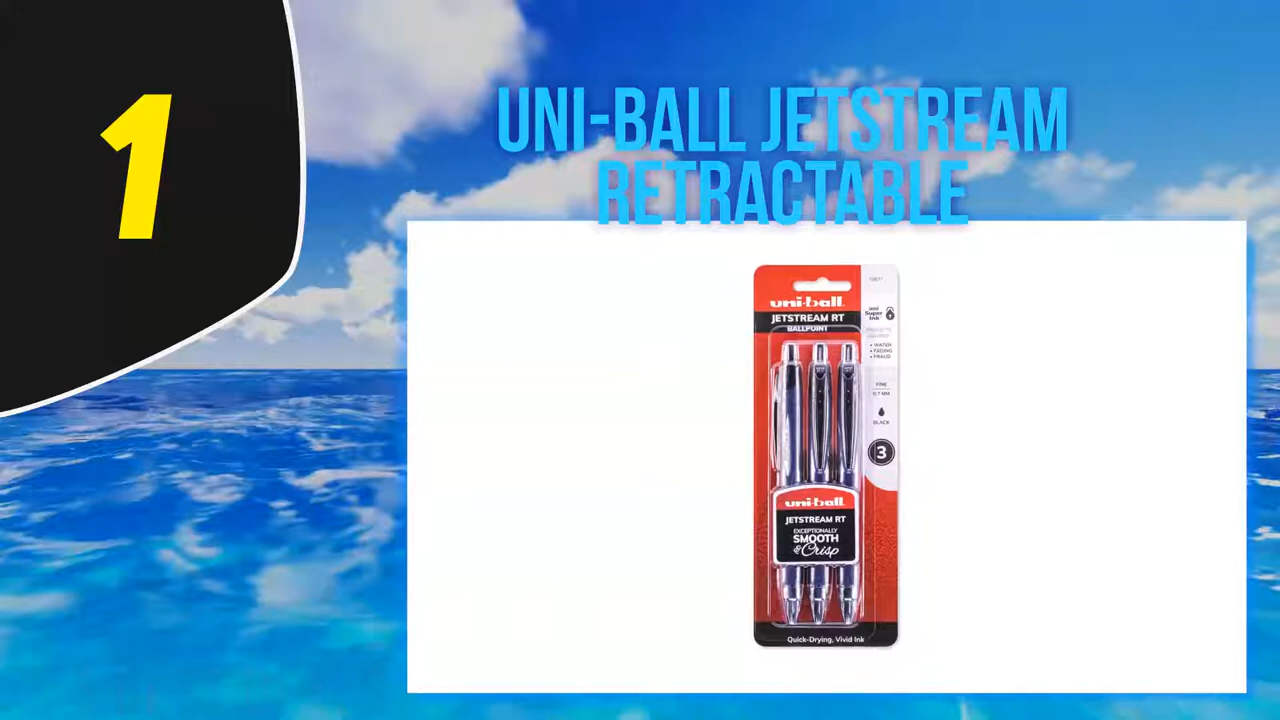 1
UNI-BALL JETSTREAM
RETRACTABLE
uni-ball
JETSTREAM RT
BALLPOINT
uni
Super
Ink
• WATER
• FADING
• FRAUD
FINE
0.7 MM
BLACK
3
uni-ball
JETSTREAM RT
EXCEPTIONALLY
SMOOTH
& Crisp
Quick-Drying, Vivid Ink